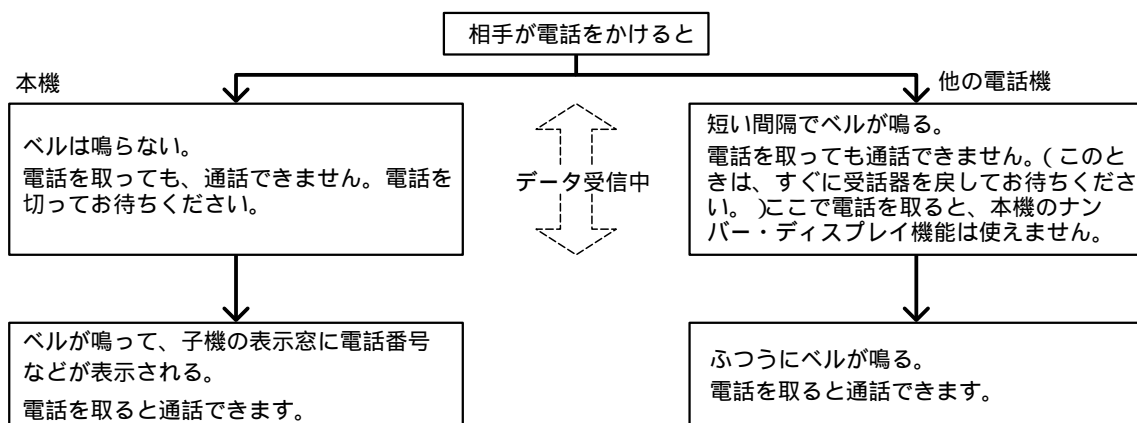 相手が電話をかけると
本機
他の電話機
ベルは鳴らない。
電話を取っても、通話できません。電話を
切ってお待ちください。
データ受信中
短い間隔でベルが鳴る。
電話を取っても通話できません。(このと
きは、すぐに受話器を戻してお待ちくださ
い。)ここで電話を取ると、本機のナン
バー・ディスプレイ機能は使えません。
ベルが鳴って、子機の表示窓に電話番号
などが表示される。
電話を取ると通話できます。
ふつうにベルが鳴る。
電話を取ると通話できます。